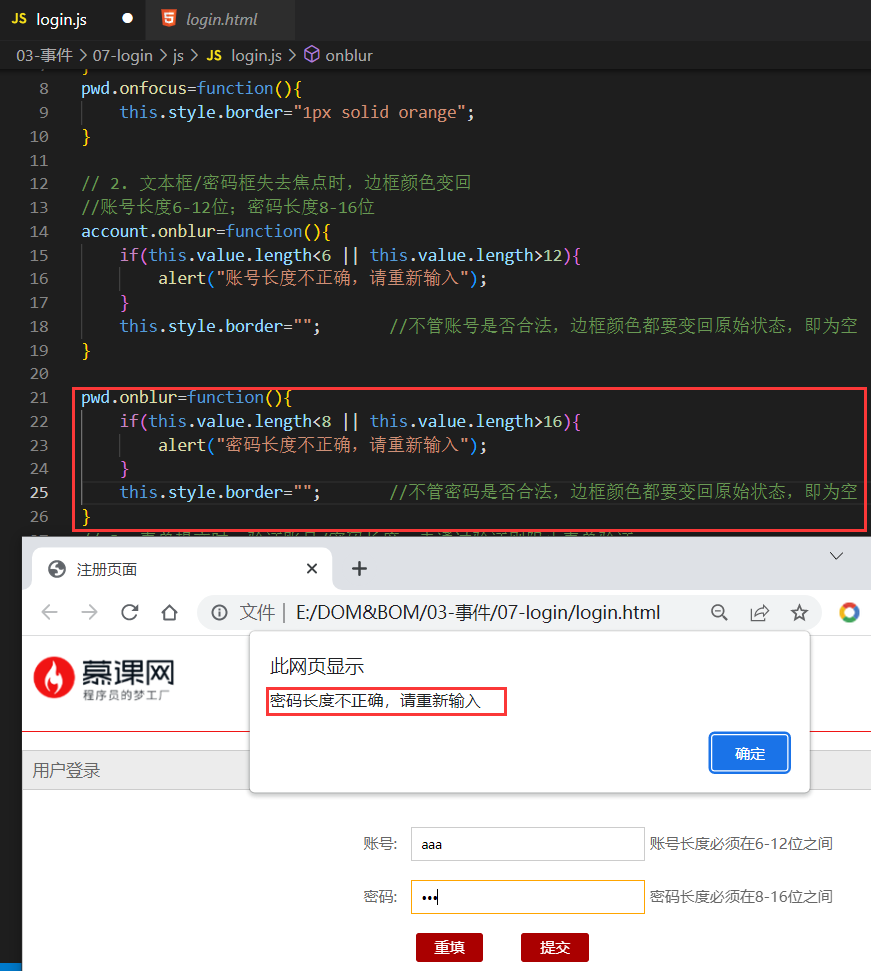 JS login.js
login.html
03-事件 > 07-login > js > JS login.js > onblur
}
8 pwd.onfocus=function(){
9 this.style.border="1px solid orange";
10 }
11
12 // 2. 文本框/密码框失去焦点时，边框颜色变回
13 //账号长度6-12位；密码长度8-16位
14 account.onblur=function(){
15 if(this.value.length<6 || this.value.length>12){
16 alert("账号长度不正确，请重新输入");
17 }
18 this.style.border=""; //不管账号是否合法，边框颜色都要变回原始状态，即为空
19 }
20
21 pwd.onblur=function(){
22 if(this.value.length<8 || this.value.length>16){
23 alert("密码长度不正确，请重新输入");
24 }
25 this.style.border=""; //不管密码是否合法，边框颜色都要变回原始状态，即为空
26 }
注册页面
文件 | E:/DOM&BOM/03-事件/07-login/login.html
慕课网
程序员的梦工厂
此网页显示
密码长度不正确，请重新输入
确定
用户登录
账号: aaa 账号长度必须在6-12位之间
密码: ••• 密码长度必须在8-16位之间
重填 提交